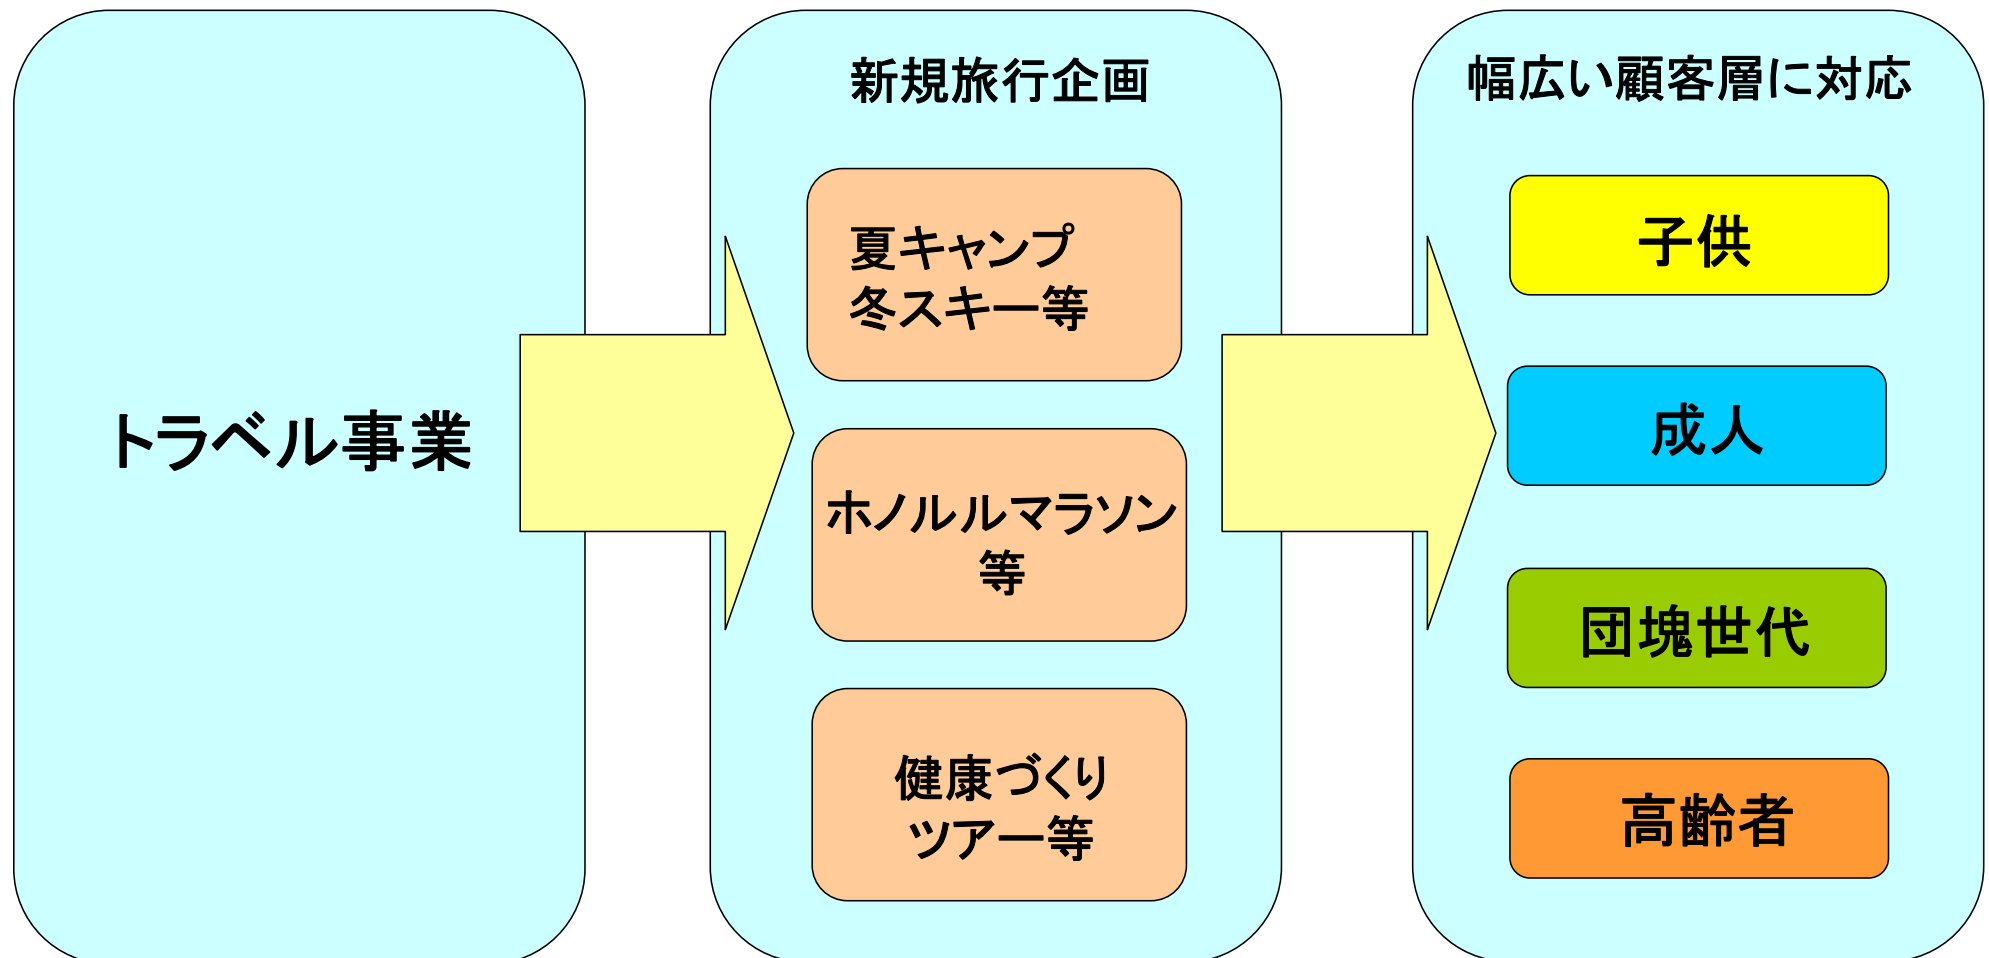 トラベル事業
新規旅行企画
夏キャンプ
冬スキー等
ホノルルマラソン
等
健康づくり
ツアー等
幅広い顧客層に対応
子供
成人
団塊世代
高齢者